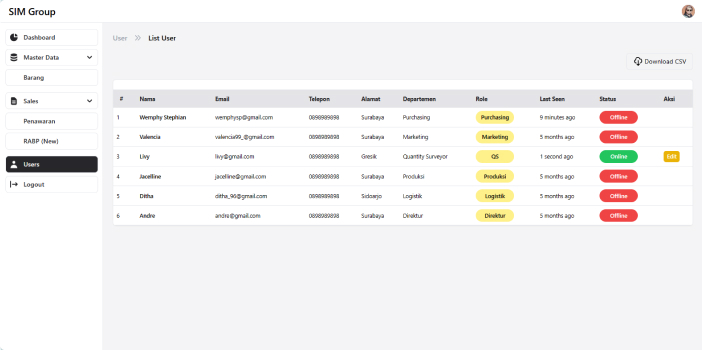 SIM Group
Dashboard
Master Data
Barang
Sales
Penawaran
RABP (New)
Users
Logout
User » List User
Download CSV
# Nama Email Telepon Alamat Departemen Role Last Seen Status Aksi
1 Wemphy Stephian wemphysp@gmail.com 0898989898 Surabaya Purchasing Purchasing 9 minutes ago Offline
2 Valencia valencia99_@gmail.com 0898989898 Surabaya Marketing Marketing 5 months ago Offline
3 Livy livy@gmail.com 0898989898 Gresik Quantity Surveyor QS 1 second ago Online Edit
4 Jacelline jacelline@gmail.com 0898989898 Surabaya Produksi Produksi 5 months ago Offline
5 Ditha ditha_96@gmail.com 0898989898 Sidoarjo Logistik Logistik 5 months ago Offline
6 Andre andre@gmail.com 0898989898 Surabaya Direktur Direktur 5 months ago Offline